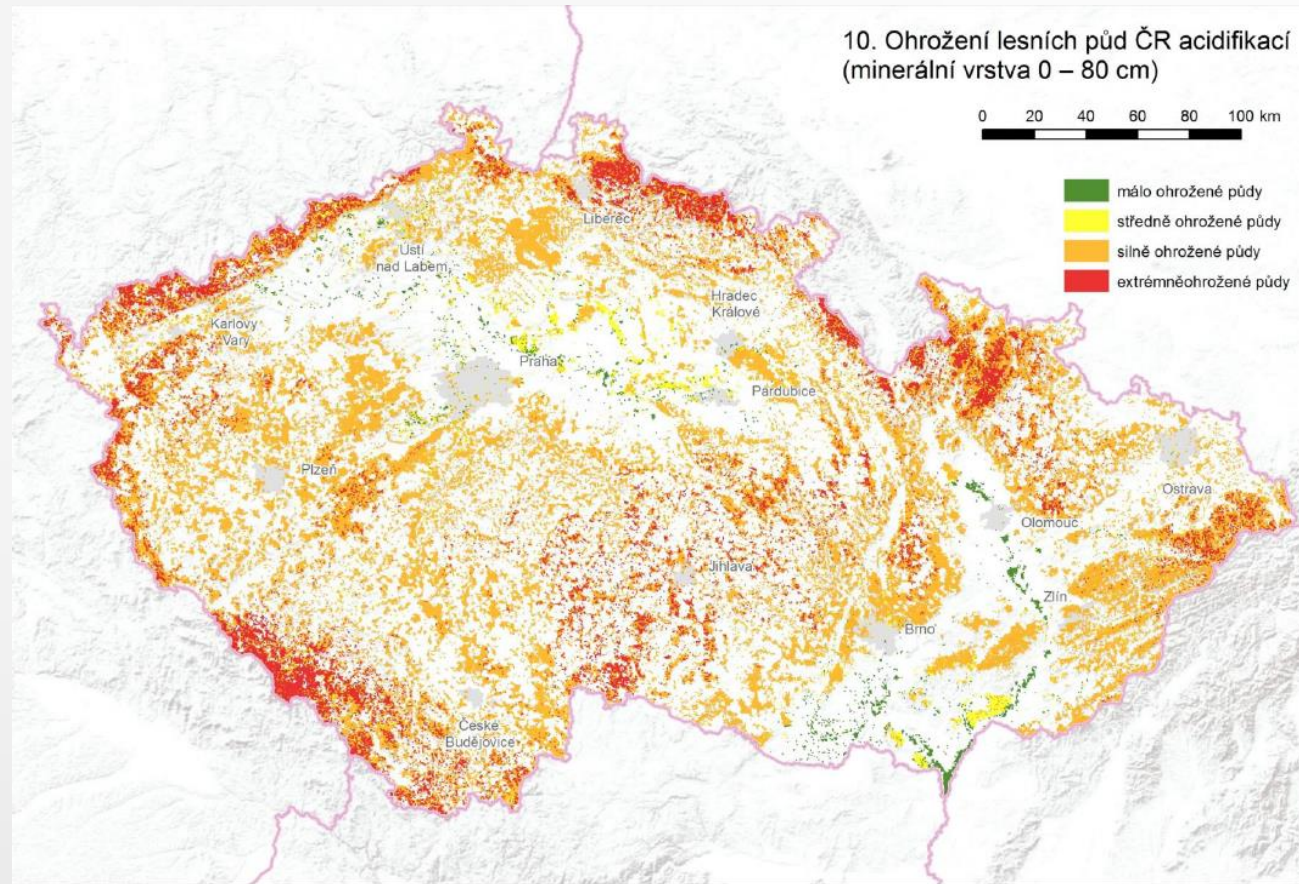 10. Ohrožení lesních půd ČR acidifikací
(minerální vrstva 0 – 80 cm)
0 20 40 60 80 100 km
málo ohrožené půdy
středně ohrožené půdy
silně ohrožené půdy
extrémněohrožené půdy
Liberec
Ústí
nad Labem
Hradec
Králové
Karlovy
Vary
Praha
Pardubice
Plzeň
Ostrava
Olomouc
Jihlava
Zlín
Brno
České
Budějovice